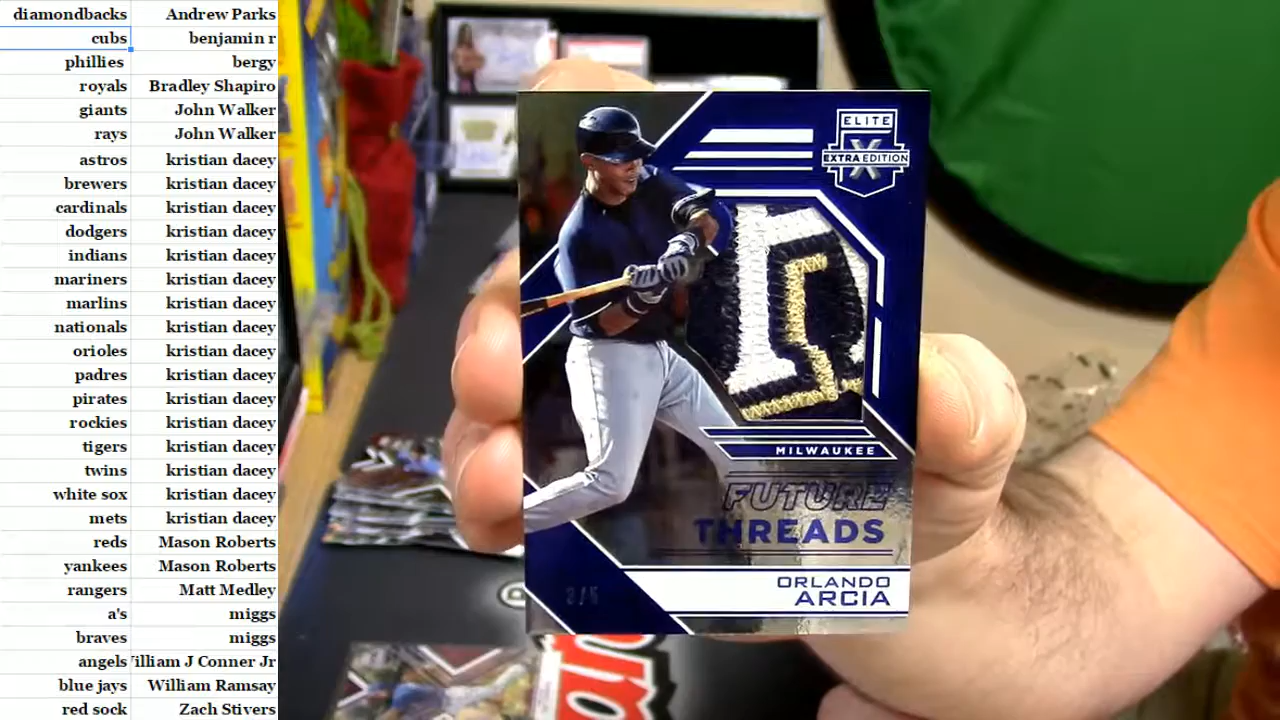 diamondbacks Andrew Parks
cubs benjamin r
phillies bergy
royals Bradley Shapiro
giants John Walker
rays John Walker
astros kristian dacey
brewers kristian dacey
cardinals kristian dacey
dodgers kristian dacey
indians kristian dacey
mariners kristian dacey
marlins kristian dacey
nationals kristian dacey
orioles kristian dacey
padres kristian dacey
pirates kristian dacey
rockies kristian dacey
tigers kristian dacey
twins kristian dacey
white sox kristian dacey
mets kristian dacey
reds Mason Roberts
yankees Mason Roberts
rangers Matt Medley
a's miggs
braves miggs
angels illiam J Conner Jr
blue jays William Ramsay
red sock Zach Stivers
ELITE
X
EXTRA EDITION
MILWAUKEE
FUTURE
THREADS
ORLANDO
ARCIA